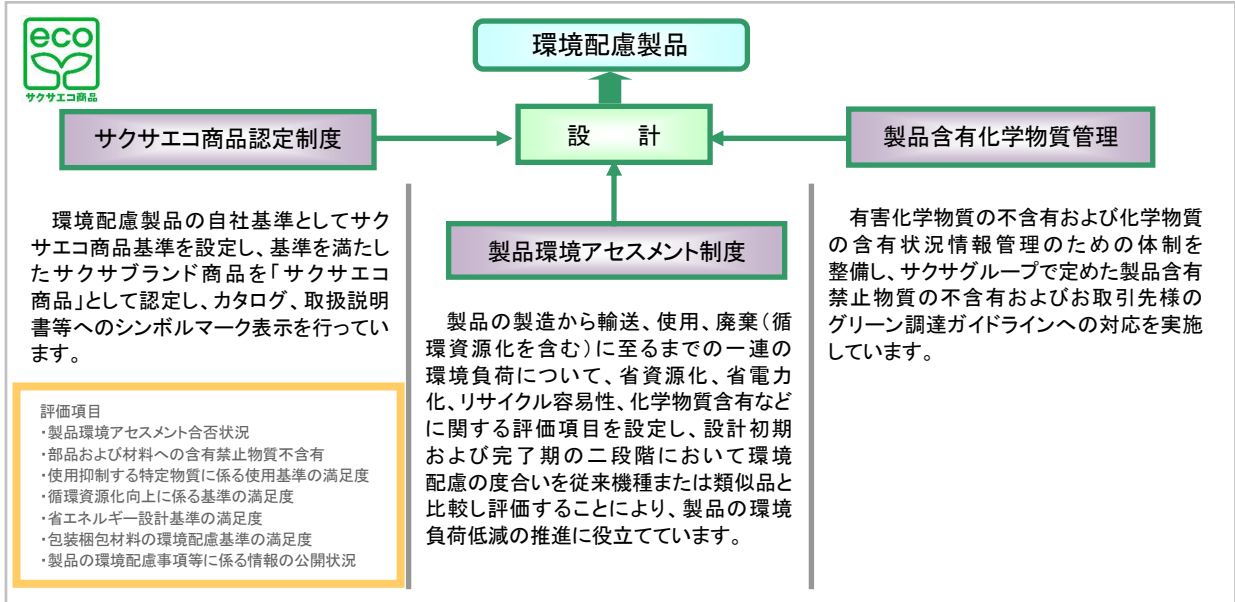 eco
サクサエコ商品
環境配慮製品
サクサエコ商品認定制度
設　計
製品含有化学物質管理
環境配慮製品の自社基準としてサク
サエコ商品基準を設定し、基準を満たし
たサクサブランド商品を「サクサエコ
商品」として認定し、カタログ、取扱説明
書等へのシンボルマーク表示を行ってい
ます。
評価項目
・製品環境アセスメント合否状況
・部品および材料への含有禁止物質不含有
・使用抑制する特定物質に係る使用基準の満足度
・循環資源化向上に係る基準の満足度
・省エネルギー設計基準の満足度
・包装梱包材料の環境配慮基準の満足度
・製品の環境配慮事項等に係る情報の公開状況
製品環境アセスメント制度
製品の製造から輸送、使用、廃棄（循
環資源化を含む）に至るまでの一連の
環境負荷について、省資源化、省電力
化、リサイクル容易性、化学物質含有など
に関する評価項目を設定し、設計初期
および完了期の二段階において環境
配慮の度合いを従来機種または類似品と
比較し評価することにより、製品の環境
負荷低減の推進に役立てています。
有害化学物質の不含有および化学物質
の含有状況情報管理のための体制を
整備し、サクサグループで定めた製品含有
禁止物質の不含有およびお取引先様の
グリーン調達ガイドラインへの対応を実施
しています。